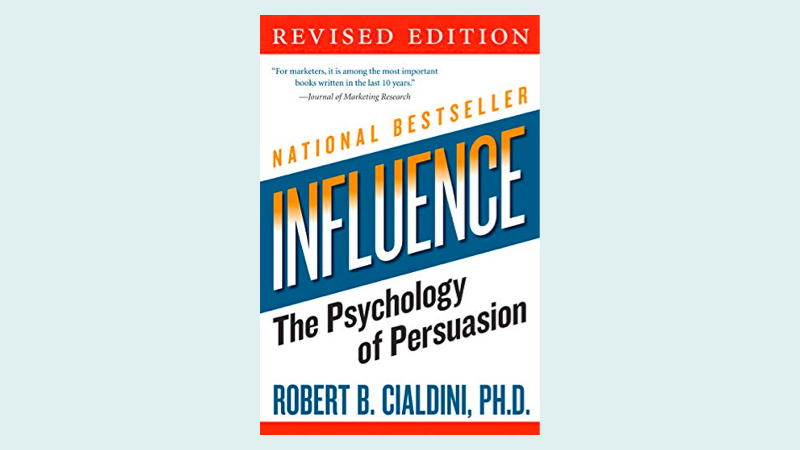 REVISED EDITION
“For marketers, it is among the most important
books written in the last 10 years.”
—Journal of Marketing Research
NATIONAL BESTSELLER
INFLUENCE
The Psychology
of Persuasion
ROBERT B. CIALDINI, PH.D.